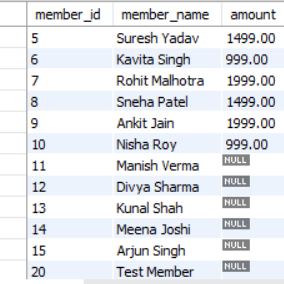 member_id member_name amount
5 Suresh Yadav 1499.00
6 Kavita Singh 999.00
7 Rohit Malhotra 1999.00
8 Sneha Patel 1499.00
9 Ankit Jain 1999.00
10 Nisha Roy 999.00
11 Manish Verma NULL
12 Divya Sharma NULL
13 Kunal Shah NULL
14 Meena Joshi NULL
15 Arjun Singh NULL
20 Test Member NULL